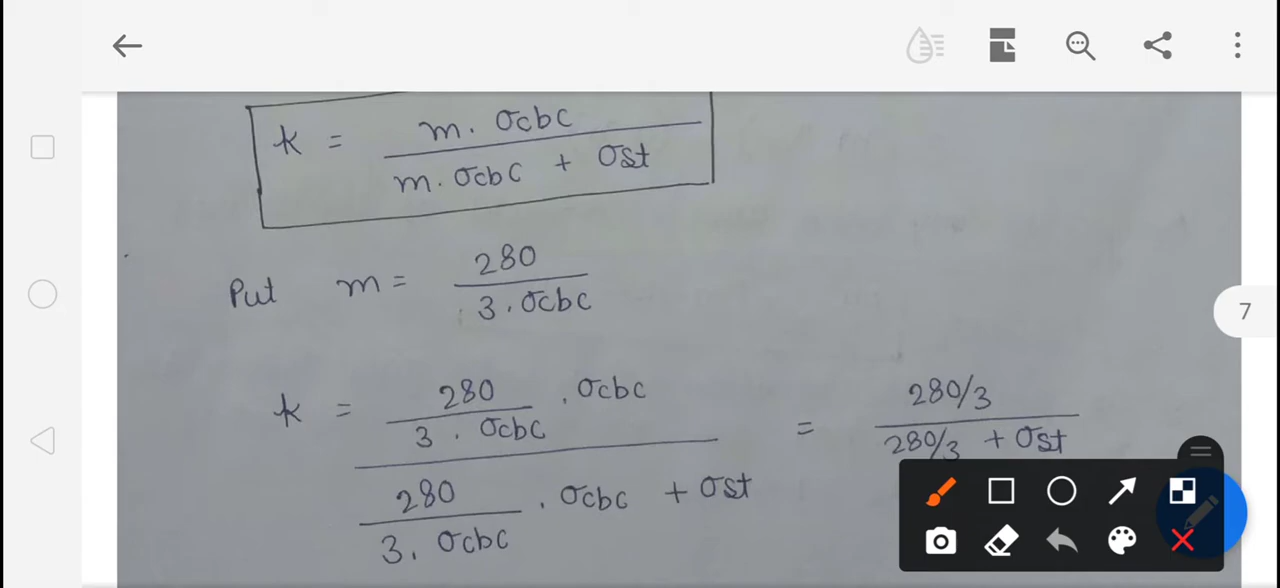 k = m. σcbc / m. σcbc + σst
Put m = 280 / 3. σcbc
7
k = 280 / 3 . σcbc . σcbc / 280 / 3. σcbc . σcbc + σst = 280/3 / 280/3 + σst